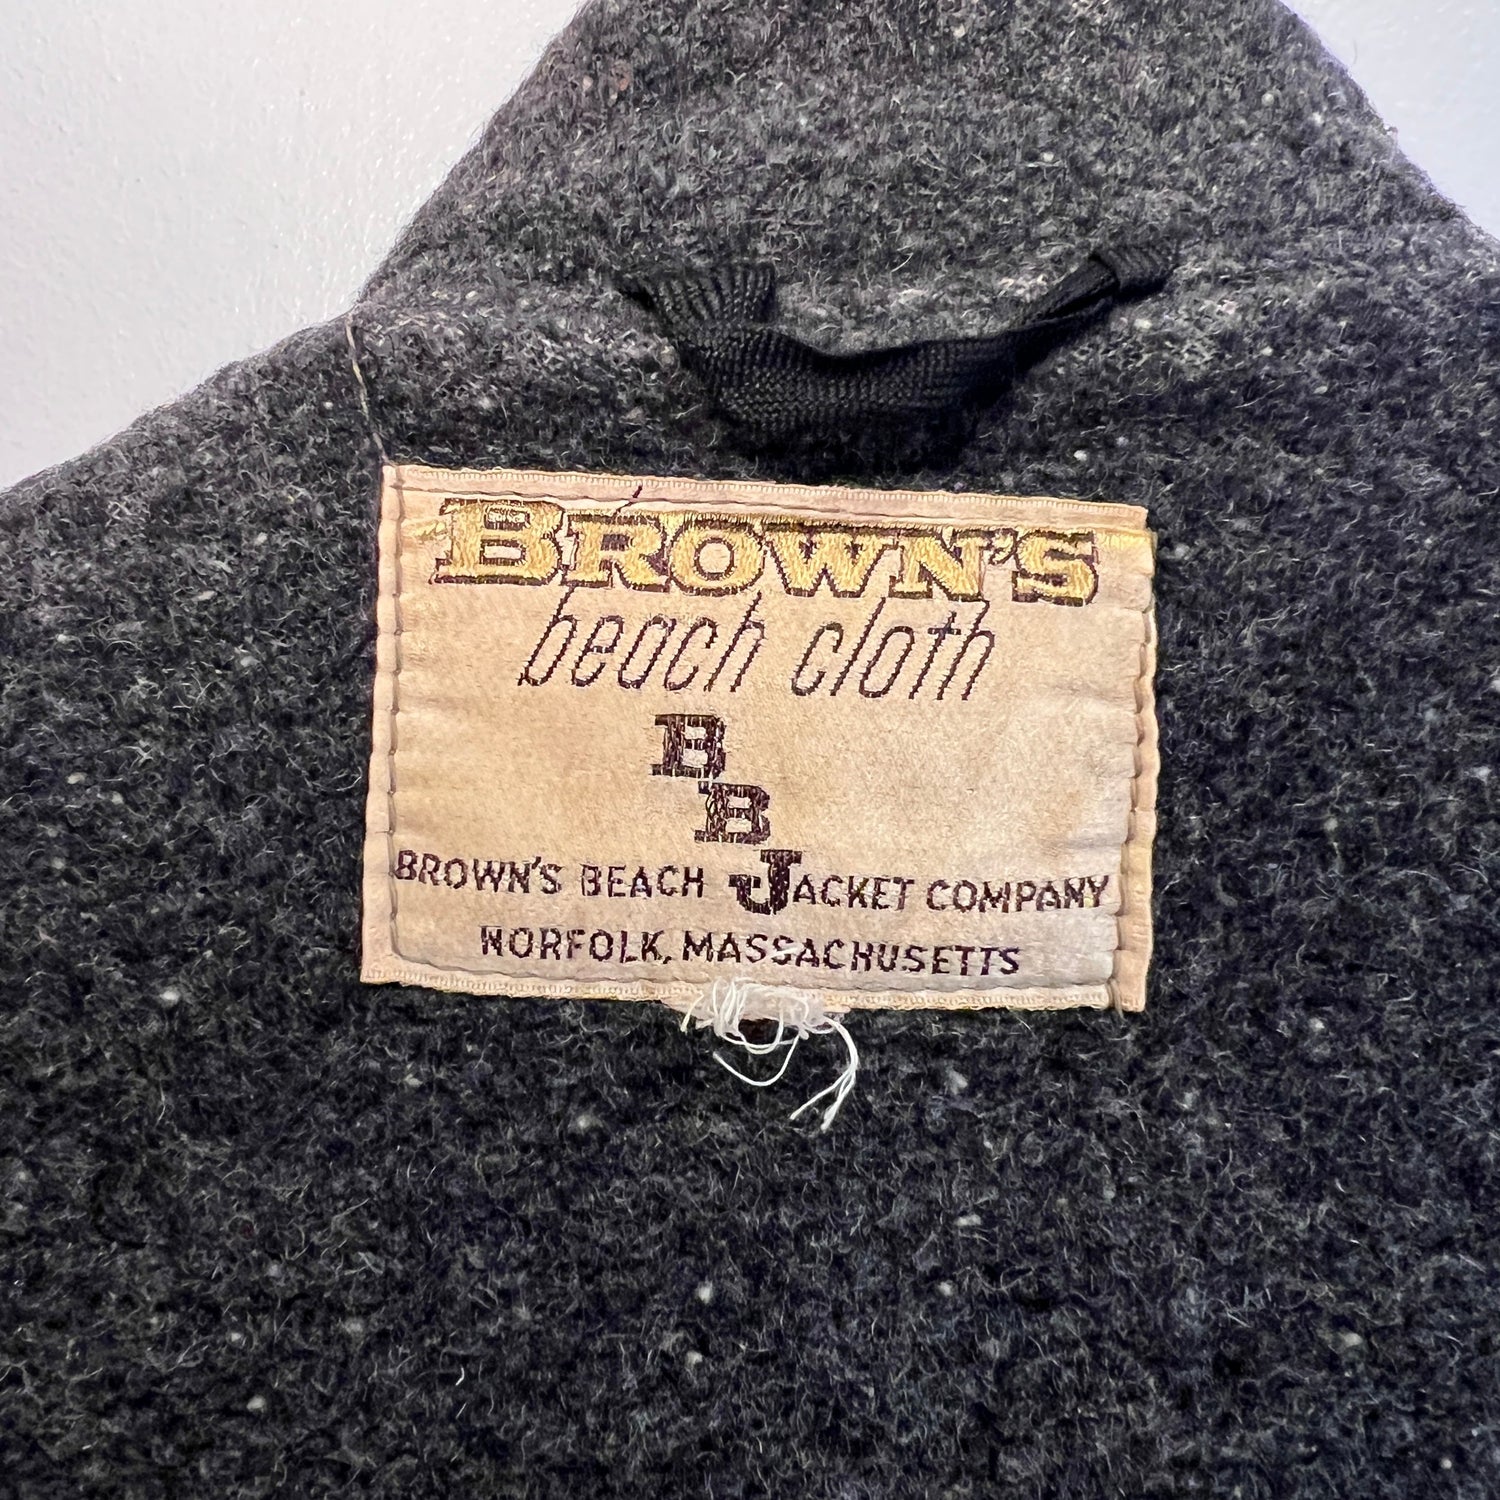 BROWN'S
beach cloth
B
B
BROWN'S BEACH JACKET COMPANY
NORFOLK, MASSACHUSETTS